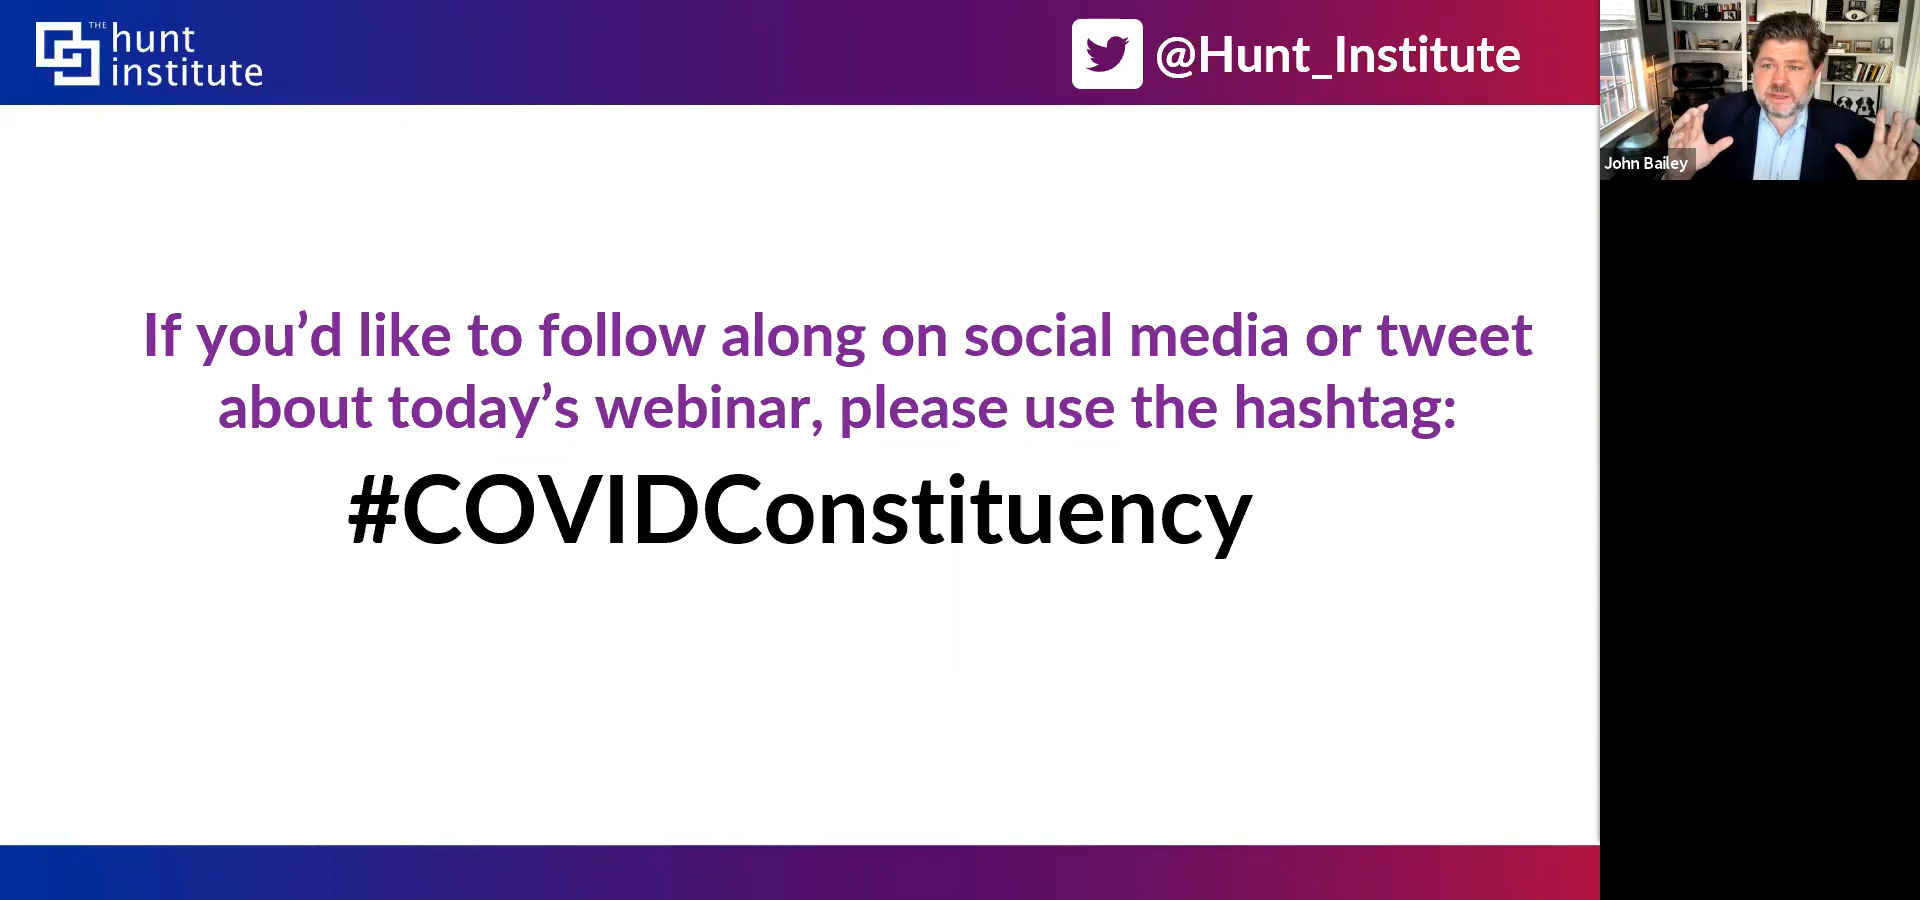 THE
hunt
institute
@Hunt_Institute
John Bailey
If you’d like to follow along on social media or tweet
about today’s webinar, please use the hashtag:
#COVIDConstituency